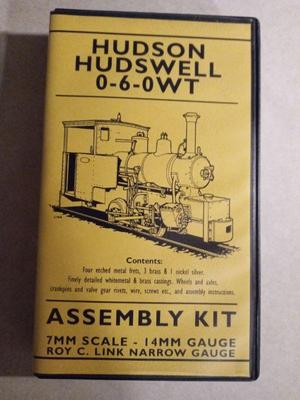 HUDSON
HUDSWELL
0-6-0WT
Contents:
Four etched metal frets, 3 brass & 1 nickel silver.
Finely detailed whitemetal & brass castings. Wheels and axles,
crankpins and valve gear rivets, wire, screws etc., and assembly instructions.
ASSEMBLY KIT
7MM SCALE - 14MM GAUGE
ROY C. LINK NARROW GAUGE